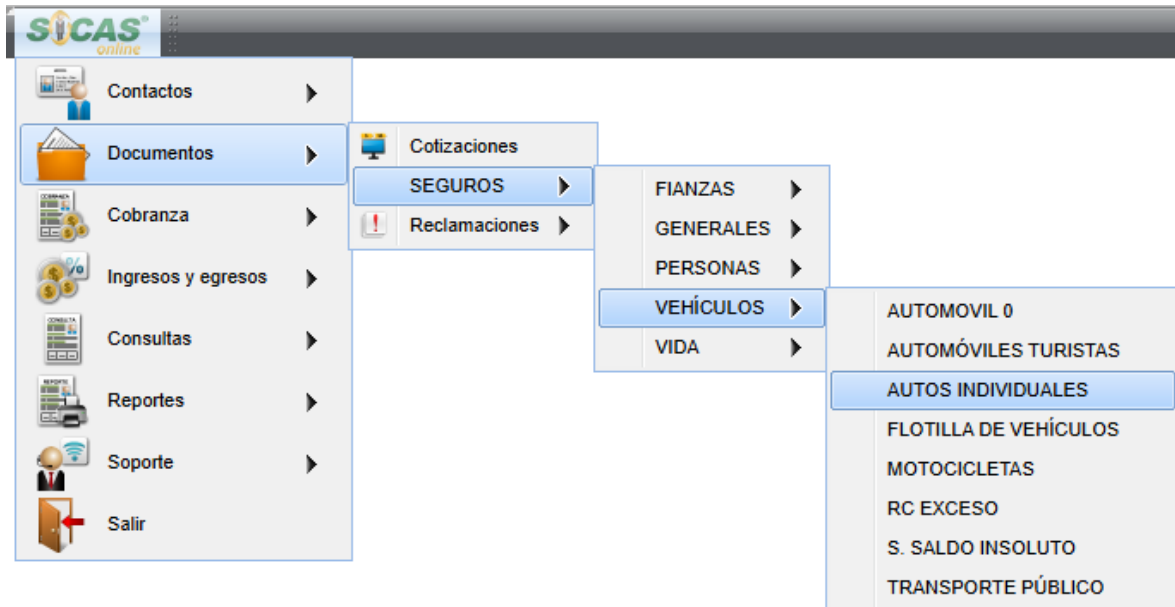 SICAS®
online
Contactos
Documentos
Cobranza
Ingresos y egresos
Consultas
Reportes
Soporte
Salir
Cotizaciones
SEGUROS
Reclamaciones
FIANZAS
GENERALES
PERSONAS
VEHÍCULOS
VIDA
AUTOMOVIL 0
AUTOMÓVILES TURISTAS
AUTOS INDIVIDUALES
FLOTILLA DE VEHÍCULOS
MOTOCICLETAS
RC EXCESO
S. SALDO INSOLUTO
TRANSPORTE PÚBLICO